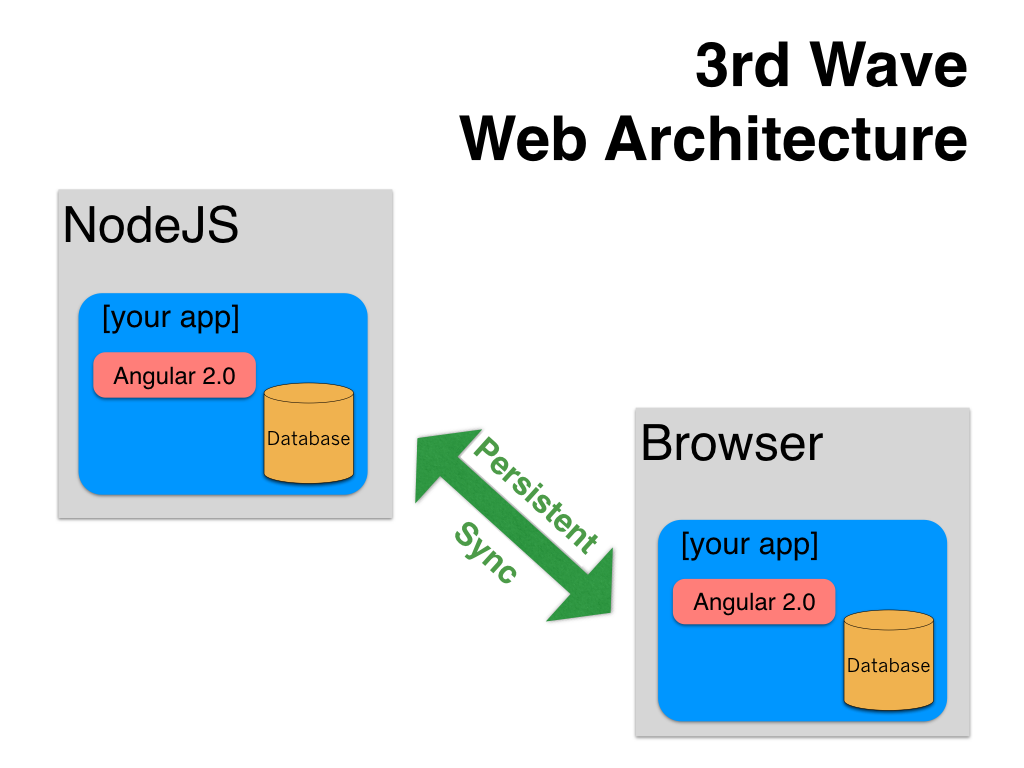 3rd Wave
Web Architecture
NodeJS
[your app]
Angular 2.0
Database
Persistent
Sync
Browser
[your app]
Angular 2.0
Database